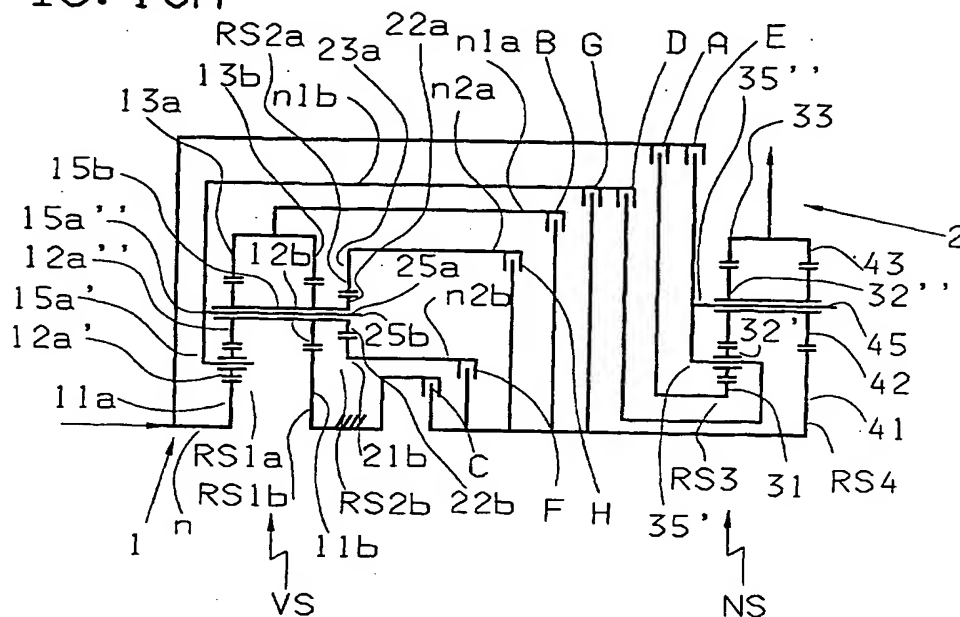 RS2a 22a n1a B G D A E
13b 23a n2a 35''
13a n1b 33
15b
15a'' 2
12b 43
12a'' 25a 32''
15a' n2b
12a' 25b 32' 45
42
11a
41
RS1a 21b C RS3 31 RS4
RS1b RS2b 22b F H
n 35'
1 11b
VS NS